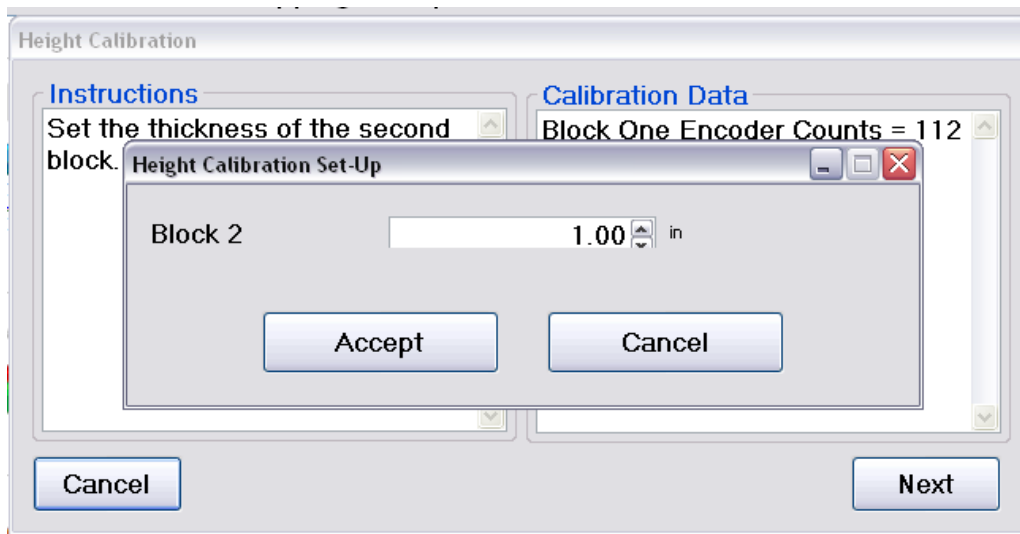 Height Calibration
Instructions
Set the thickness of the second
block.
Calibration Data
Block One Encoder Counts = 112
Height Calibration Set-Up
Block 2
1.00
in
Accept
Cancel
Cancel
Next